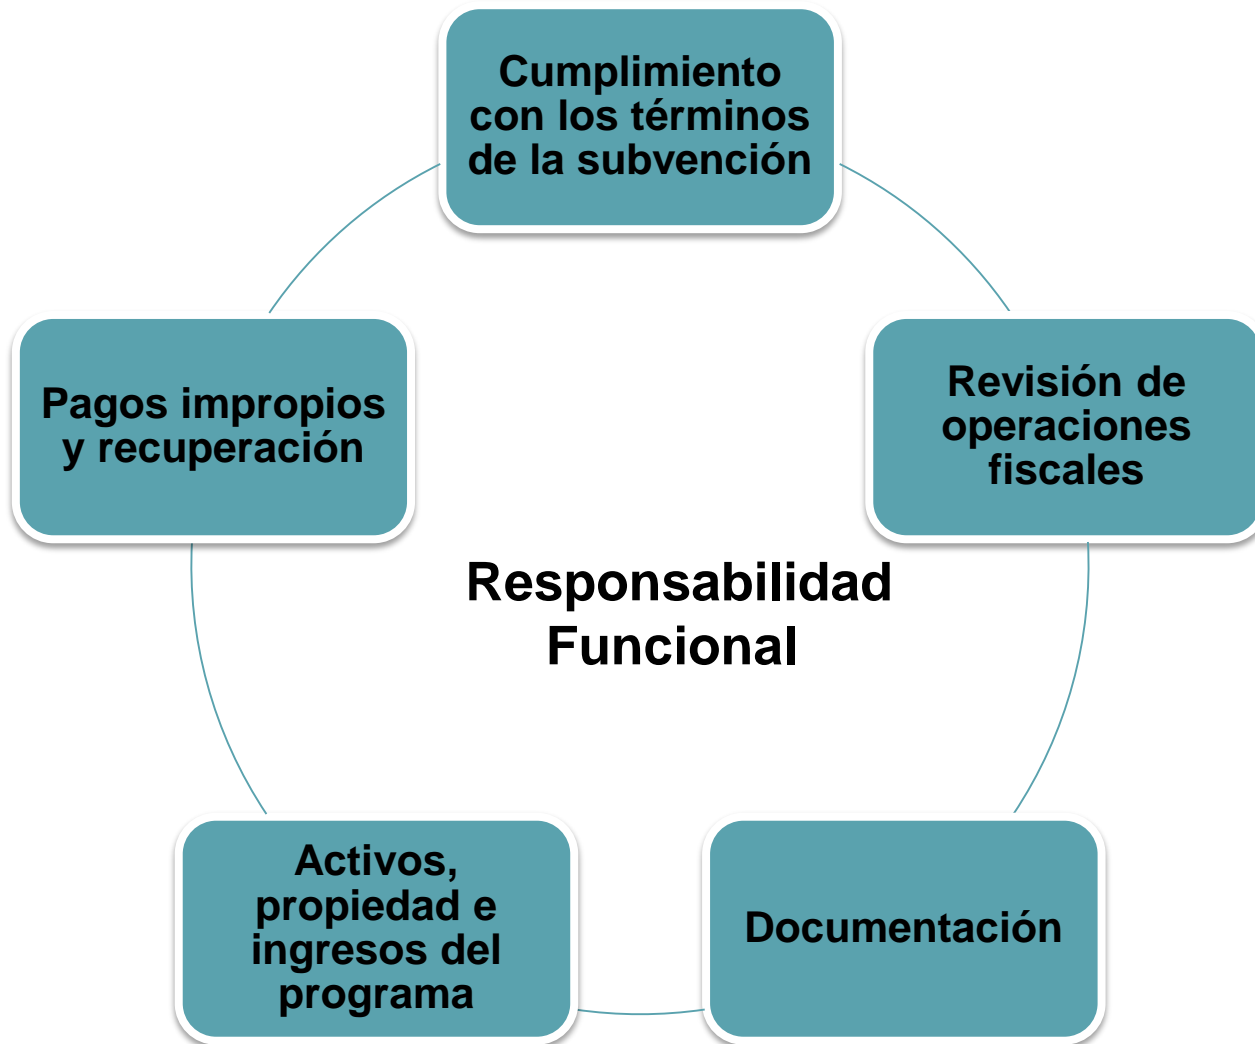 Cumplimiento
con los términos
de la subvención
Revisión de
operaciones
fiscales
Documentación
Activos,
propiedad e
ingresos del
programa
Pagos impropios
y recuperación
Responsabilidad
Funcional